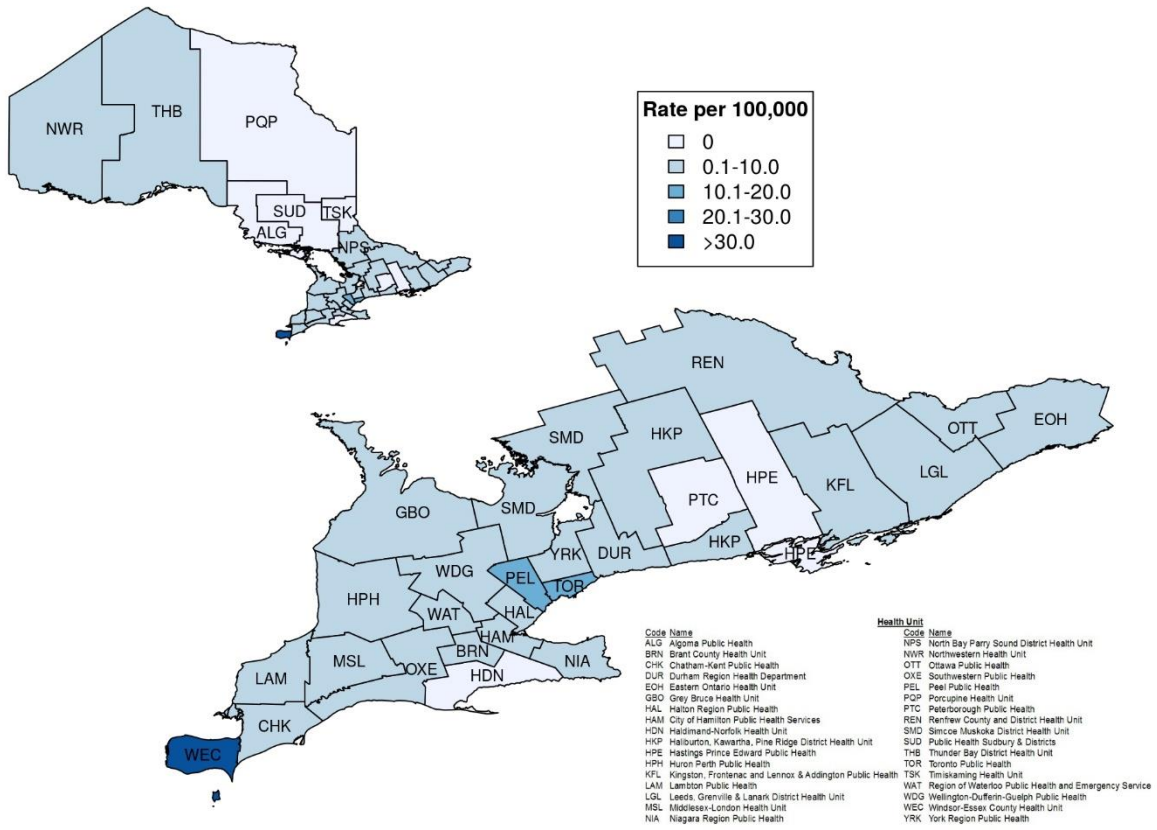 NWR
THB
PQP
SUD
TSK
ALG
NPS
Rate per 100,000
0
0.1-10.0
10.1-20.0
20.1-30.0
>30.0
REN
SMD
HKP
OTT
EOH
PTC
HPE
KFL
LGL
GBO
SMD
YRK
DUR
HKP
HPE
WDG
PEL
TOR
HPH
WAT
HAL
HAM
MSL
OXE
BRN
HDN
NIA
LAM
CHK
WEC
Health Unit
Code Name
ALG Algoma Public Health
BRN Brant County Health Unit
CHK Chatham-Kent Public Health
DUR Durham Region Health Department
EOH Eastern Ontario Health Unit
GBO Grey Bruce Health Unit
HAL Halton Region Public Health
HAM City of Hamilton Public Health Services
HDN Haldimand-Norfolk Health Unit
HKP Haliburton, Kawartha, Pine Ridge District Health Unit
HPE Hastings Prince Edward Public Health
HPH Huron Perth Public Health
KFL Kingston, Frontenac and Lennox & Addington Public Health
LAM Lambton Public Health
LGL Leeds, Grenville & Lanark District Health Unit
MSL Middlesex-London Health Unit
NIA Niagara Region Public Health
Code Name
NPS North Bay Parry Sound District Health Unit
NWR Northwestern Health Unit
OTT Ottawa Public Health
OXE Southwestern Public Health
PEL Peel Public Health
PQP Porcupine Health Unit
PTC Peterborough Public Health
REN Renfrew County and District Health Unit
SMD Simcoe Muskoka District Health Unit
SUD Public Health Sudbury & Districts
THB Thunder Bay District Health Unit
TOR Toronto Public Health
TSK Timiskaming Health Unit
WAT Region of Waterloo Public Health and Emergency Service
WDG Wellington-Dufferin-Guelph Public Health
WEC Windsor-Essex County Health Unit
YRK York Region Public Health